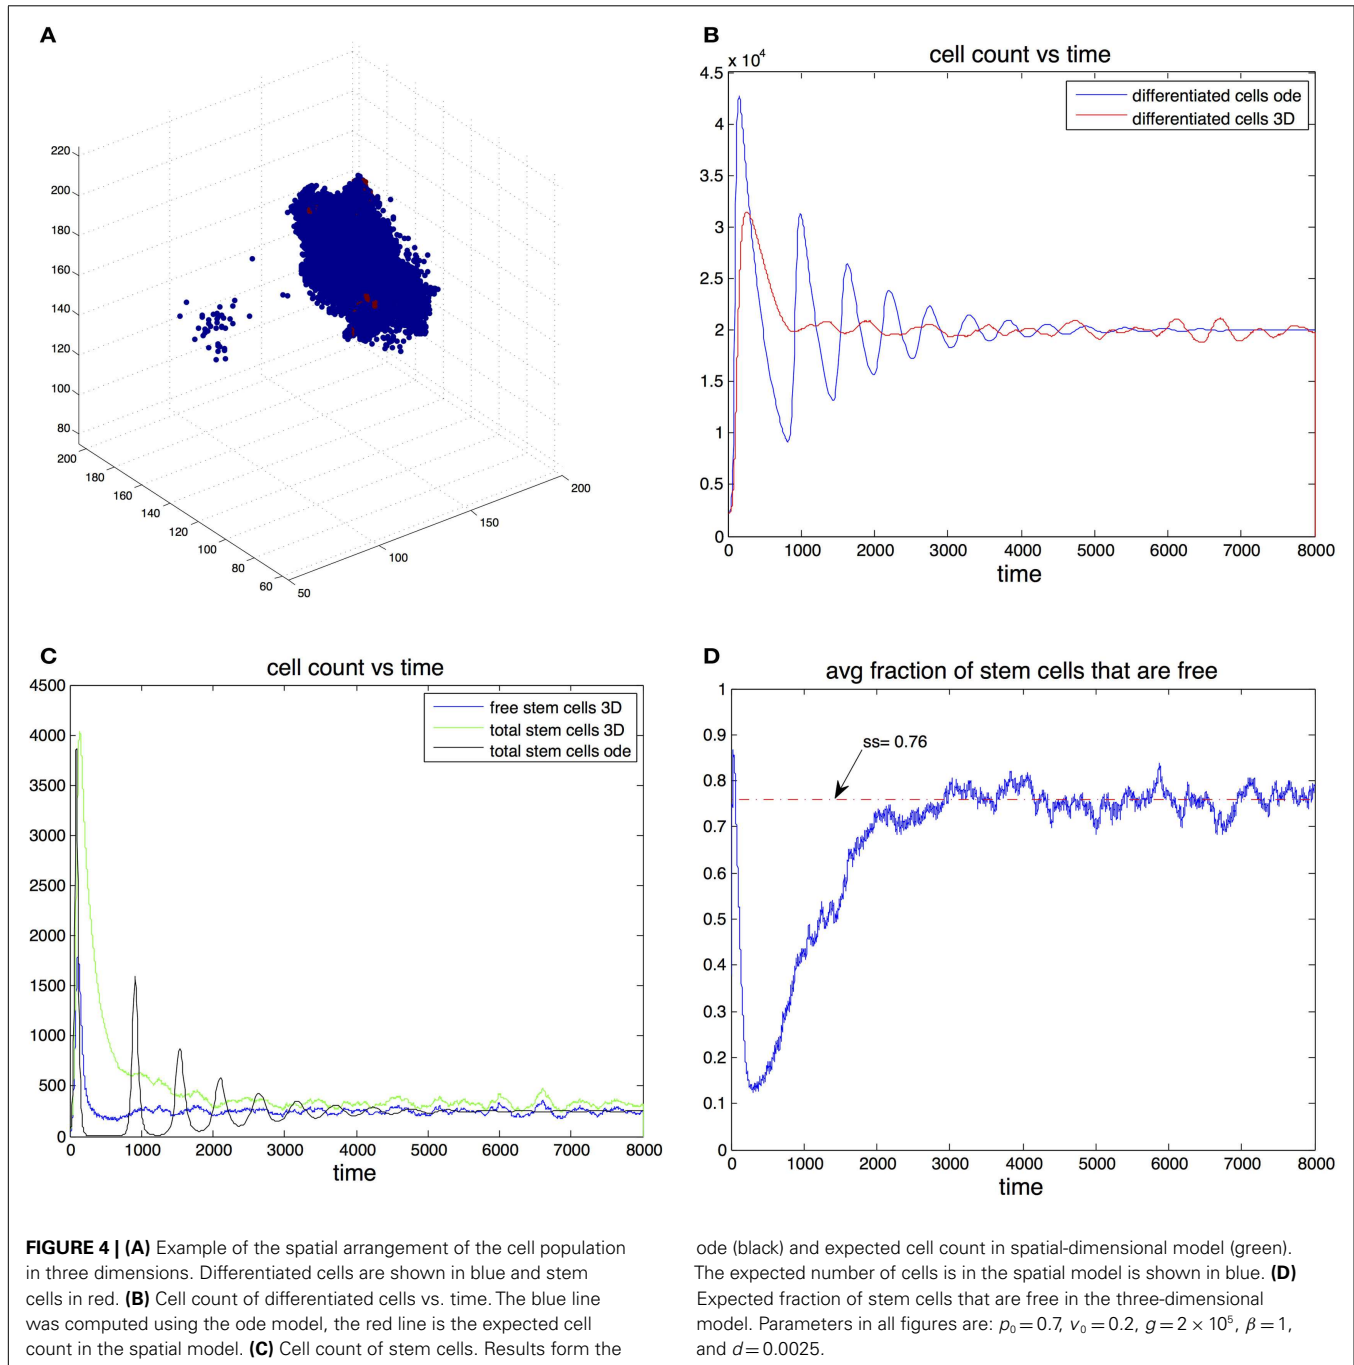 A
220
200
180
160
140
120
100
80
200
180
160
140
120
100
80
60
50
100
150
200
B
cell count vs time
x 10⁴
differentiated cells ode
differentiated cells 3D
4.5
4
3.5
3
2.5
2
1.5
1
0.5
0
0 1000 2000 3000 4000 5000 6000 7000 8000
time
C
cell count vs time
free stem cells 3D
total stem cells 3D
total stem cells ode
4500
4000
3500
3000
2500
2000
1500
1000
500
0
0 1000 2000 3000 4000 5000 6000 7000 8000
time
D
avg fraction of stem cells that are free
ss= 0.76
1
0.9
0.8
0.7
0.6
0.5
0.4
0.3
0.2
0.1
0
0 1000 2000 3000 4000 5000 6000 7000 8000
time
FIGURE 4 | (A) Example of the spatial arrangement of the cell population
in three dimensions. Differentiated cells are shown in blue and stem
cells in red. (B) Cell count of differentiated cells vs. time. The blue line
was computed using the ode model, the red line is the expected cell
count in the spatial model. (C) Cell count of stem cells. Results form the
ode (black) and expected cell count in spatial-dimensional model (green).
The expected number of cells is in the spatial model is shown in blue. (D)
Expected fraction of stem cells that are free in the three-dimensional
model. Parameters in all figures are: p₀ = 0.7, v₀ = 0.2, g = 2 × 10⁵, β = 1,
and d = 0.0025.